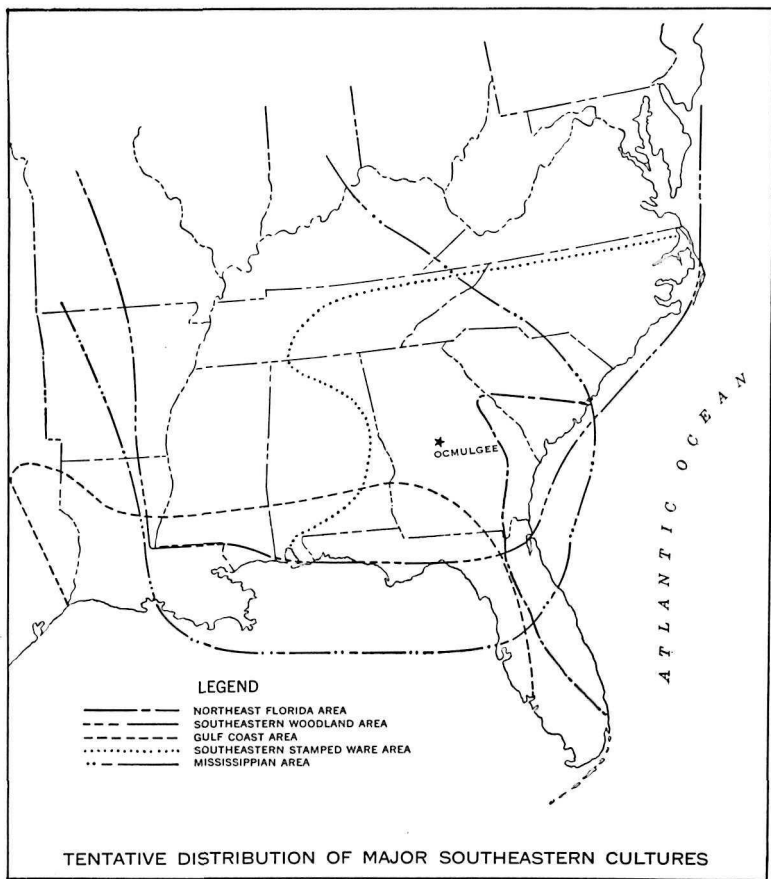 OCMULGEE
ATLANTIC OCEAN
LEGEND
NORTHEAST FLORIDA AREA
SOUTHEASTERN WOODLAND AREA
GULF COAST AREA
SOUTHEASTERN STAMPED WARE AREA
MISSISSIPPIAN AREA
TENTATIVE DISTRIBUTION OF MAJOR SOUTHEASTERN CULTURES